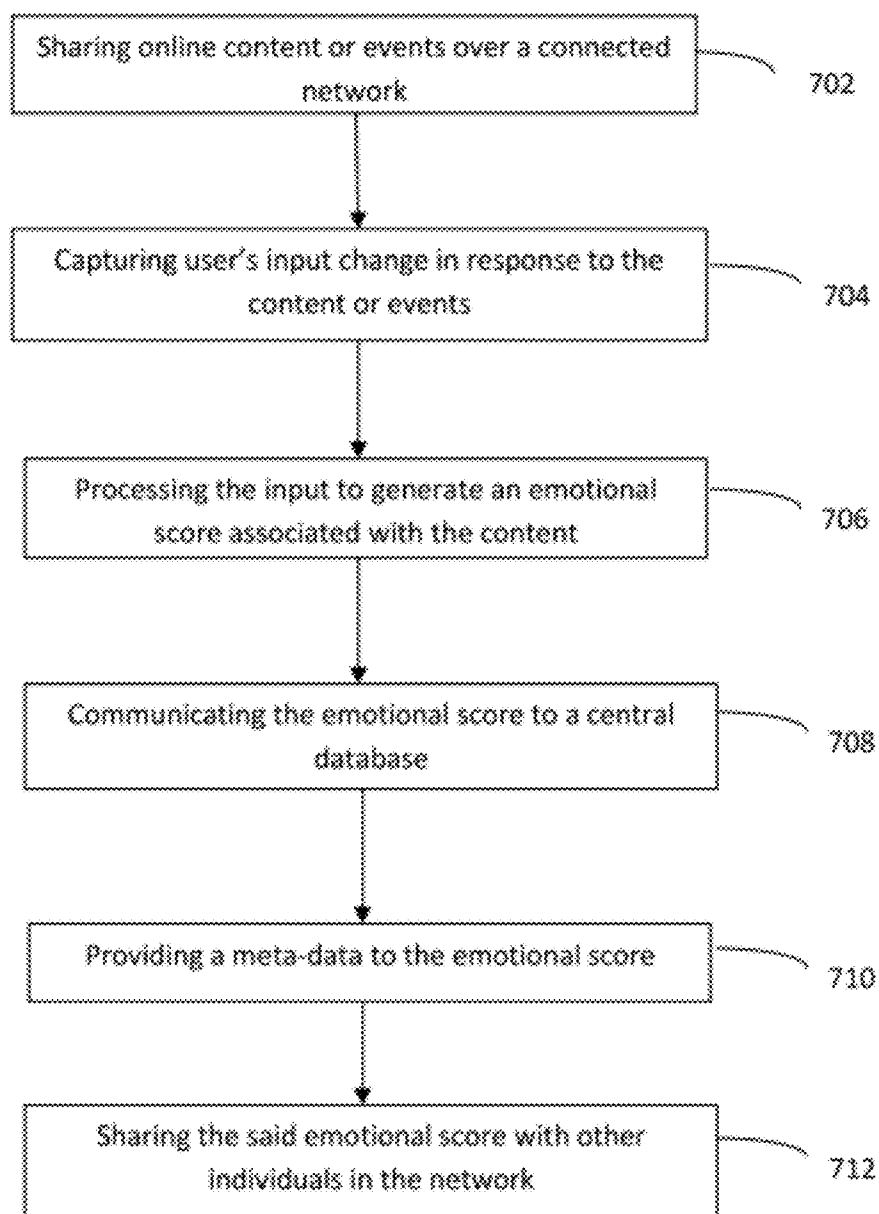 Sharing online content or events over a connected
network
702
Capturing user's input change in response to the
content or events
704
Processing the input to generate an emotional
score associated with the content
706
Communicating the emotional score to a central
database
708
Providing a meta-data to the emotional score
710
Sharing the said emotional score with other
individuals in the network
712